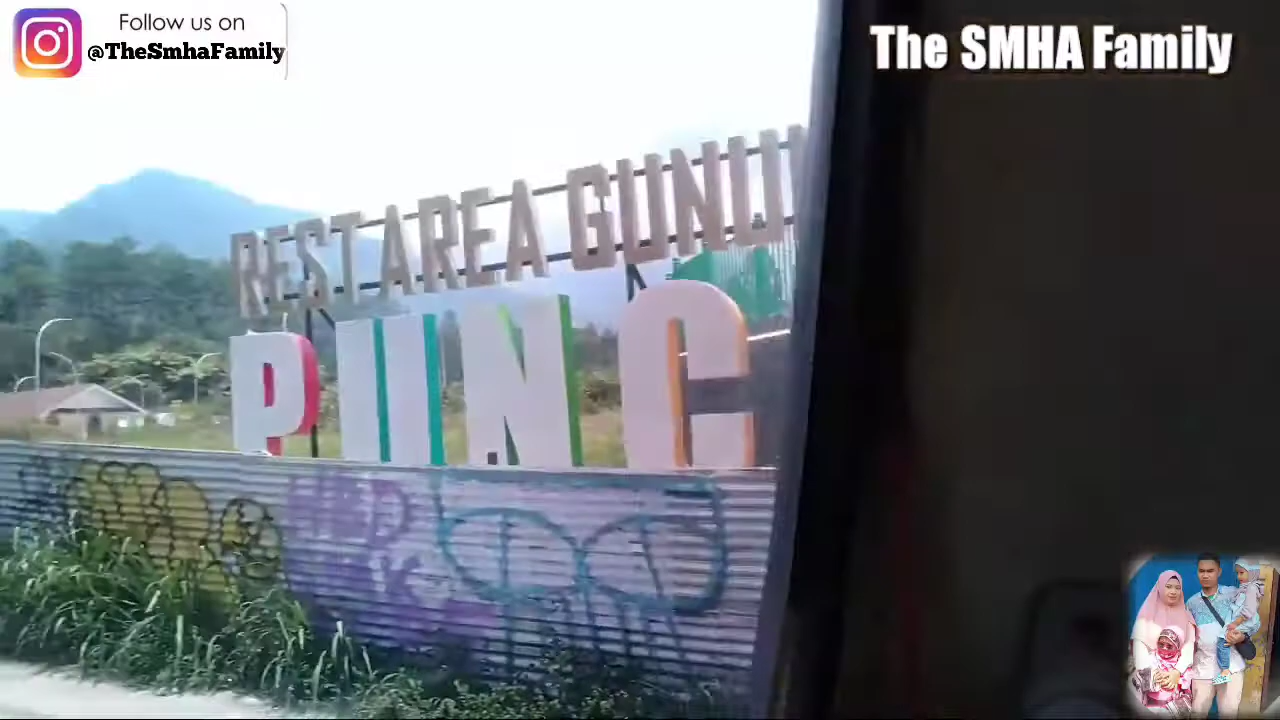 Follow us on
@TheSmhaFamily
The SMHA Family
REST AREA GUNU
PUNC